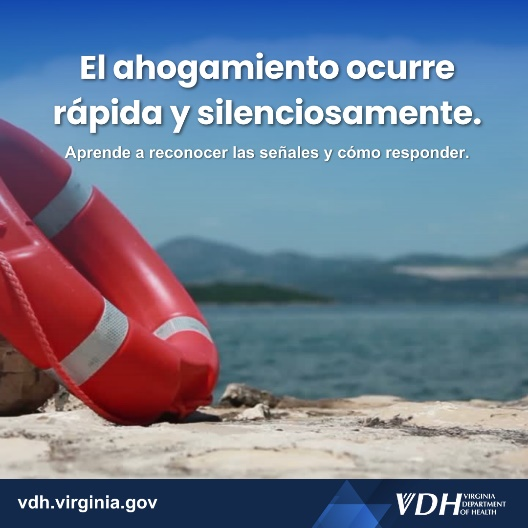 El ahogamiento ocurre
rápida y silenciosamente.
Aprende a reconocer las señales y cómo responder.
vdh.virginia.gov
VDH VIRGINIA
DEPARTMENT
OF HEALTH